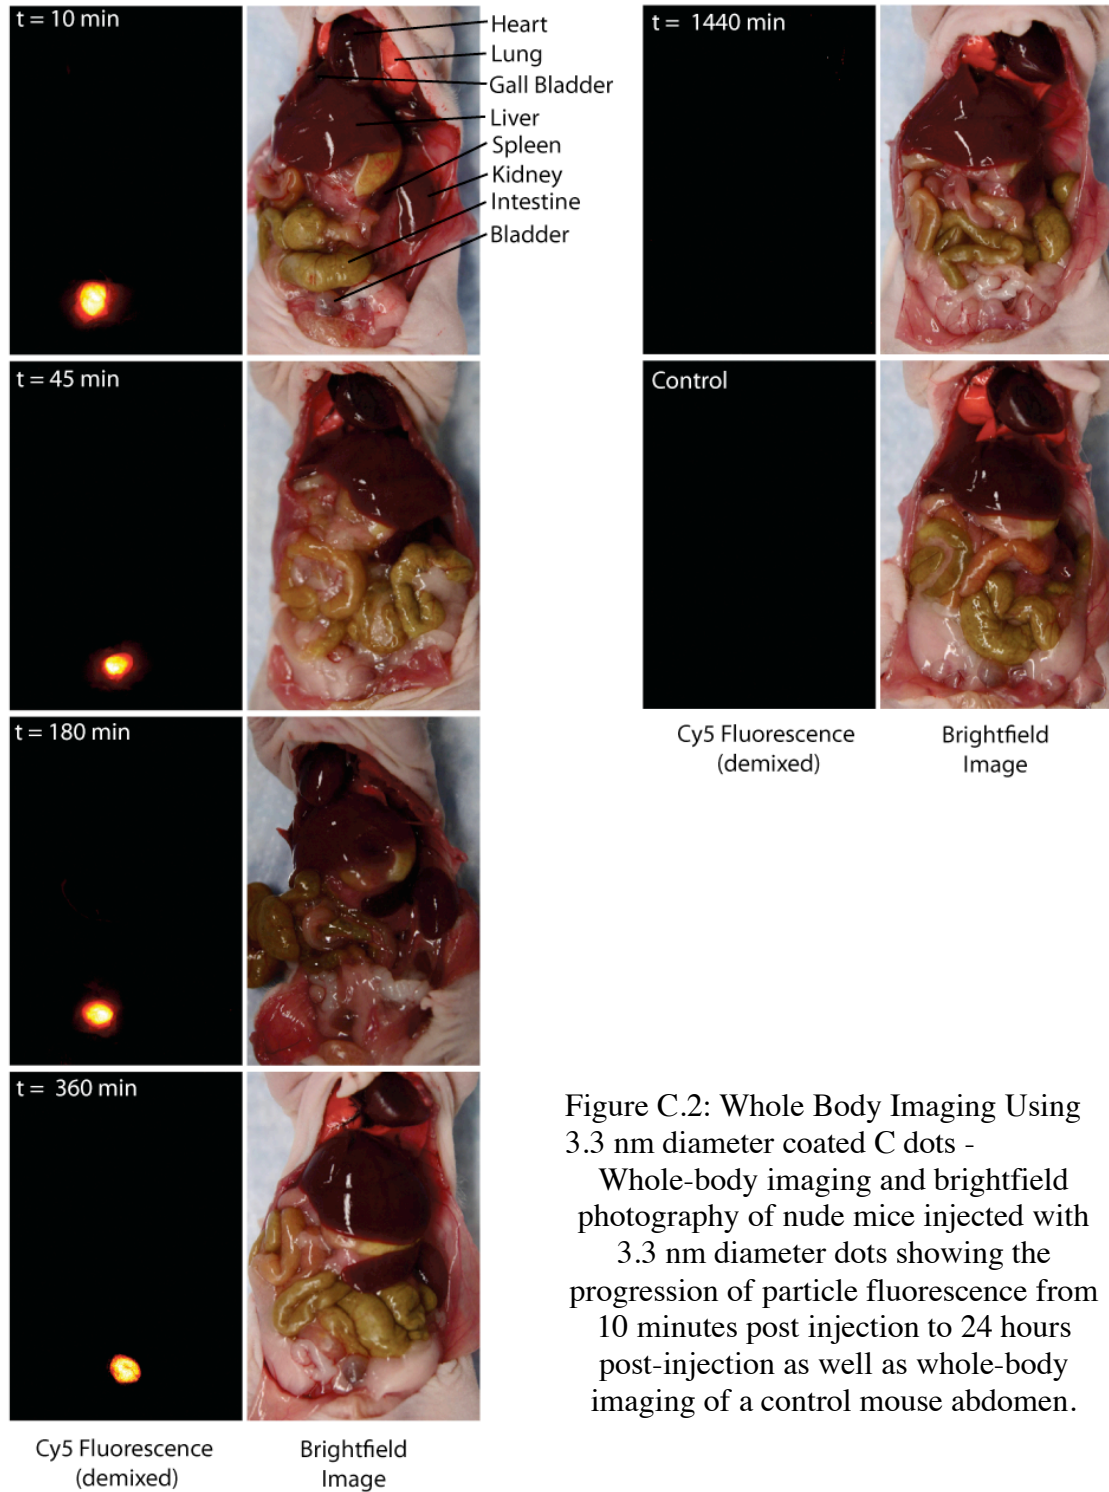 t = 10 min
Heart
Lung
Gall Bladder
Liver
Spleen
Kidney
Intestine
Bladder
t = 45 min
t = 180 min
t =  360 min
Cy5 Fluorescence
(demixed)
Brightfield
Image
t =  1440 min
Control
Cy5 Fluorescence
(demixed)
Brightfield
Image
Figure C.2: Whole Body Imaging Using
3.3 nm diameter coated C dots -
Whole-body imaging and brightfield
photography of nude mice injected with
3.3 nm diameter dots showing the
progression of particle fluorescence from
10 minutes post injection to 24 hours
post-injection as well as whole-body
imaging of a control mouse abdomen.